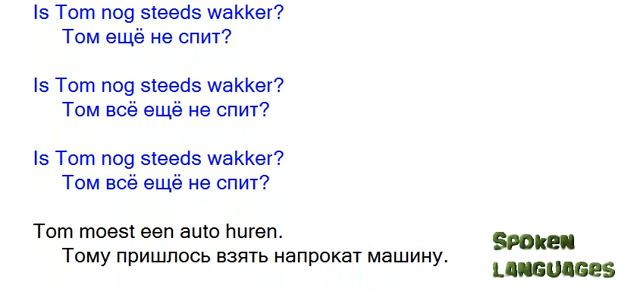 Is Tom nog steeds wakker?
Том ещё не спит?
Is Tom nog steeds wakker?
Том всё ещё не спит?
Is Tom nog steeds wakker?
Том всё ещё не спит?
Tom moest een auto huren.
Тому пришлось взять напрокат машину.
Spoken
Languages